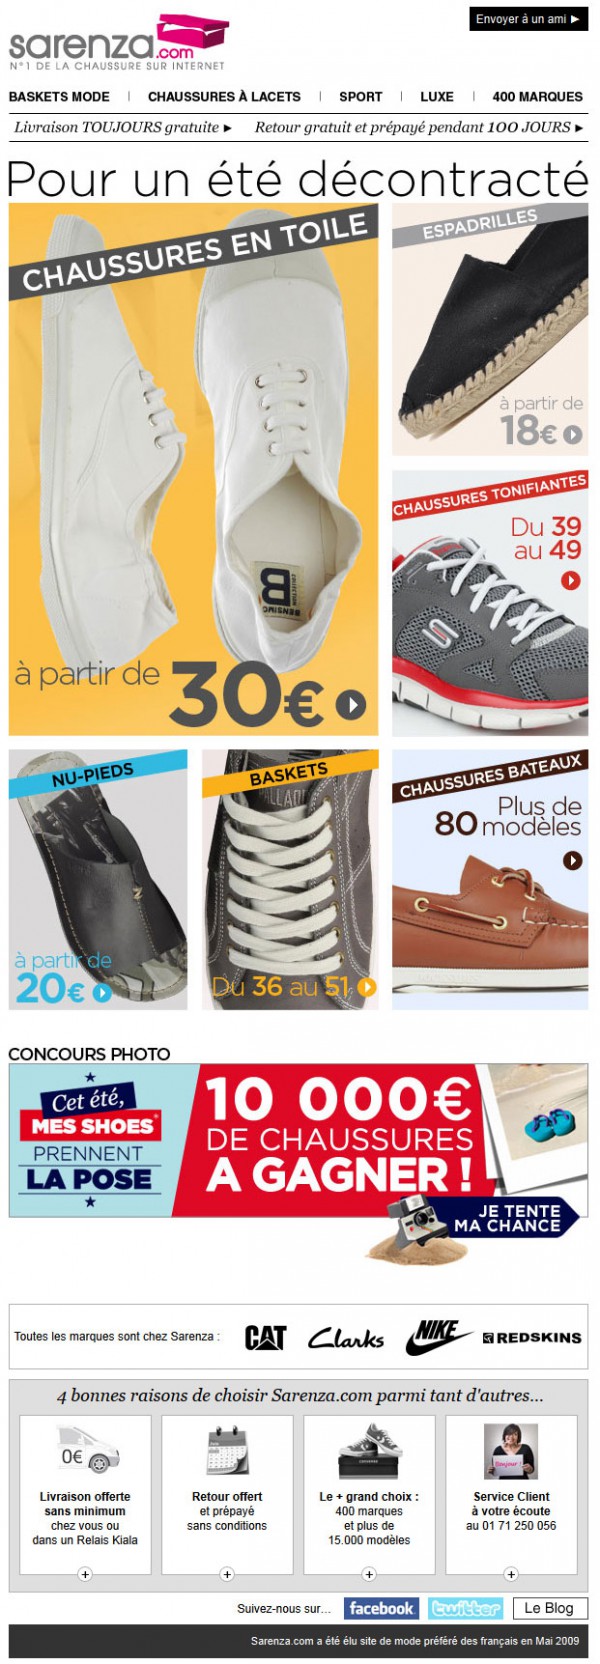 Envoyer à un ami ►
sarenza.com
N°1 DE LA CHAUSSURE SUR INTERNET
BASKETS MODE | CHAUSSURES À LACETS | SPORT | LUXE | 400 MARQUES
Livraison TOUJOURS gratuite ► Retour gratuit et prépayé pendant 100 JOURS ►
Pour un été décontracté
CHAUSSURES EN TOILE
BENSIMON
COLLECTION
B
à partir de
30€
ESPADRILLES
à partir de
18€
CHAUSSURES TONIFIANTES
Du 39
au 49
S
NU-PIEDS
à partir de
20€
BASKETS
Du 36 au 51
CHAUSSURES BATEAUX
Plus de
80 modèles
CONCOURS PHOTO
Cet été,
MES SHOES
PRENNENT
LA POSE
10 000€
DE CHAUSSURES
A GAGNER !
JE TENTE
MA CHANCE
Toutes les marques sont chez Sarenza : CAT Clarks NIKE REDSKINS
4 bonnes raisons de choisir Sarenza.com parmi tant d'autres...
0€
Livraison offerte
sans minimum
chez vous ou
dans un Relais Kiala
Retour offert
et prépayé
sans conditions
Le + grand choix :
400 marques
et plus de
15.000 modèles
Bonjour !
Service Client
à votre écoute
au 01 71 250 056
Suivez-nous sur... facebook twitter Le Blog
Sarenza.com a été élu site de mode préféré des français en Mai 2009